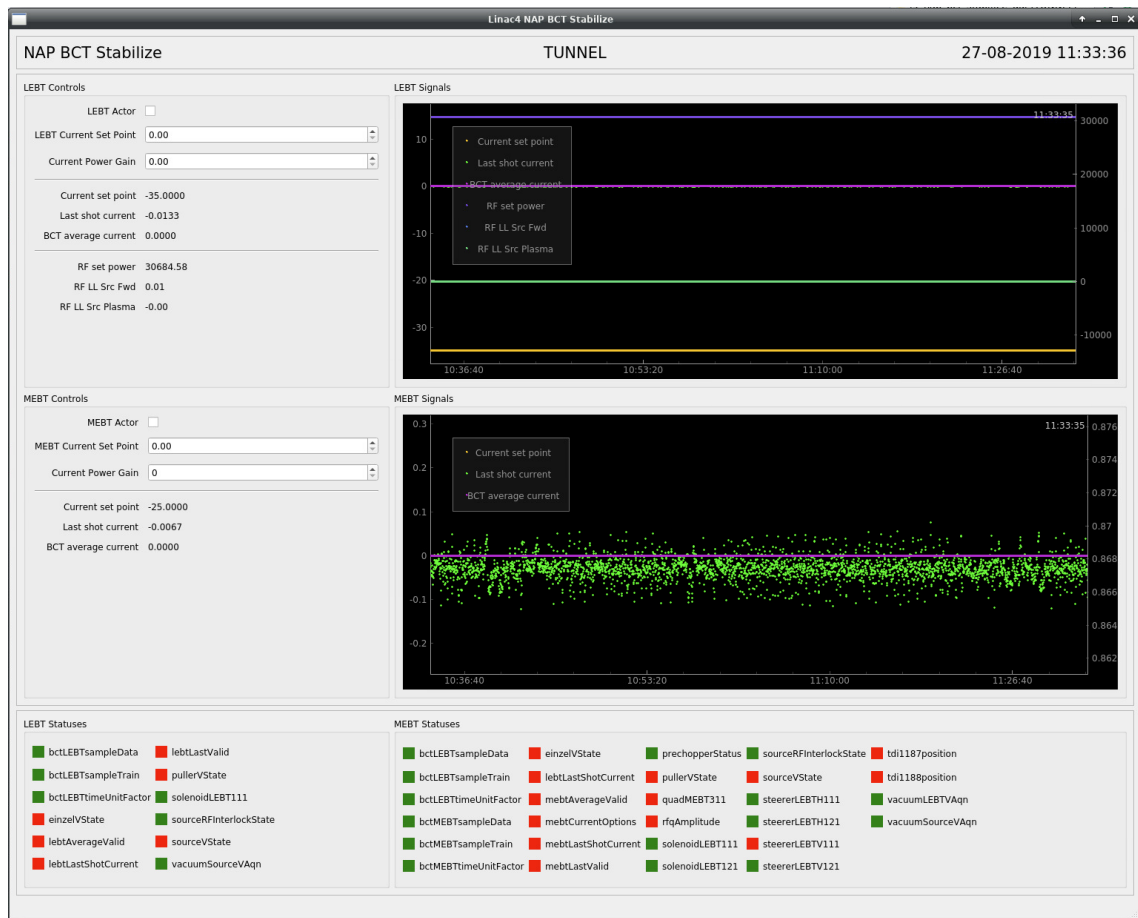 Linac4 NAP BCT Stabilize
NAP BCT Stabilize TUNNEL 27-08-2019 11:33:36
LEBT Controls
LEBT Actor
LEBT Current Set Point 0.00
Current Power Gain 0.00
Current set point -35.0000
Last shot current -0.0133
BCT average current 0.0000
RF set power 30684.58
RF LL Src Fwd 0.01
RF LL Src Plasma -0.00
LEBT Signals
11:33:35
Current set point
Last shot current
BCT average current
RF set power
RF LL Src Fwd
RF LL Src Plasma
10
0
-10
-20
-30
30000
20000
10000
0
-10000
10:36:40 10:53:20 11:10:00 11:26:40
MEBT Controls
MEBT Actor
MEBT Current Set Point 0.00
Current Power Gain 0
Current set point -25.0000
Last shot current -0.0067
BCT average current 0.0000
MEBT Signals
11:33:35
Current set point
Last shot current
BCT average current
0.3
0.2
0.1
0
-0.1
-0.2
0.876
0.874
0.872
0.87
0.868
0.866
0.864
0.862
10:36:40 10:53:20 11:10:00 11:26:40
LEBT Statuses
bctLEBTsampleData lebtLastValid
bctLEBTsampleTrain pullerVState
bctLEBTtimeUnitFactor solenoidLEBT111
einzelVState sourceRFInterlockState
lebtAverageValid sourceVState
lebtLastShotCurrent vacuumSourceVAqn
MEBT Statuses
bctLEBTsampleData einzelVState prechopperStatus sourceRFInterlockState tdi1187position
bctLEBTsampleTrain lebtLastShotCurrent pullerVState sourceVState tdi1188position
bctLEBTtimeUnitFactor mebtAverageValid quadMEBT311 steererLEBTH111 vacuumLEBTVAqn
bctMEBTsampleData mebtCurrentOptions rfqAmplitude steererLEBTH121 vacuumSourceVAqn
bctMEBTsampleTrain mebtLastShotCurrent solenoidLEBT111 steererLEBTV111
bctMEBTtimeUnitFactor mebtLastValid solenoidLEBT121 steererLEBTV121